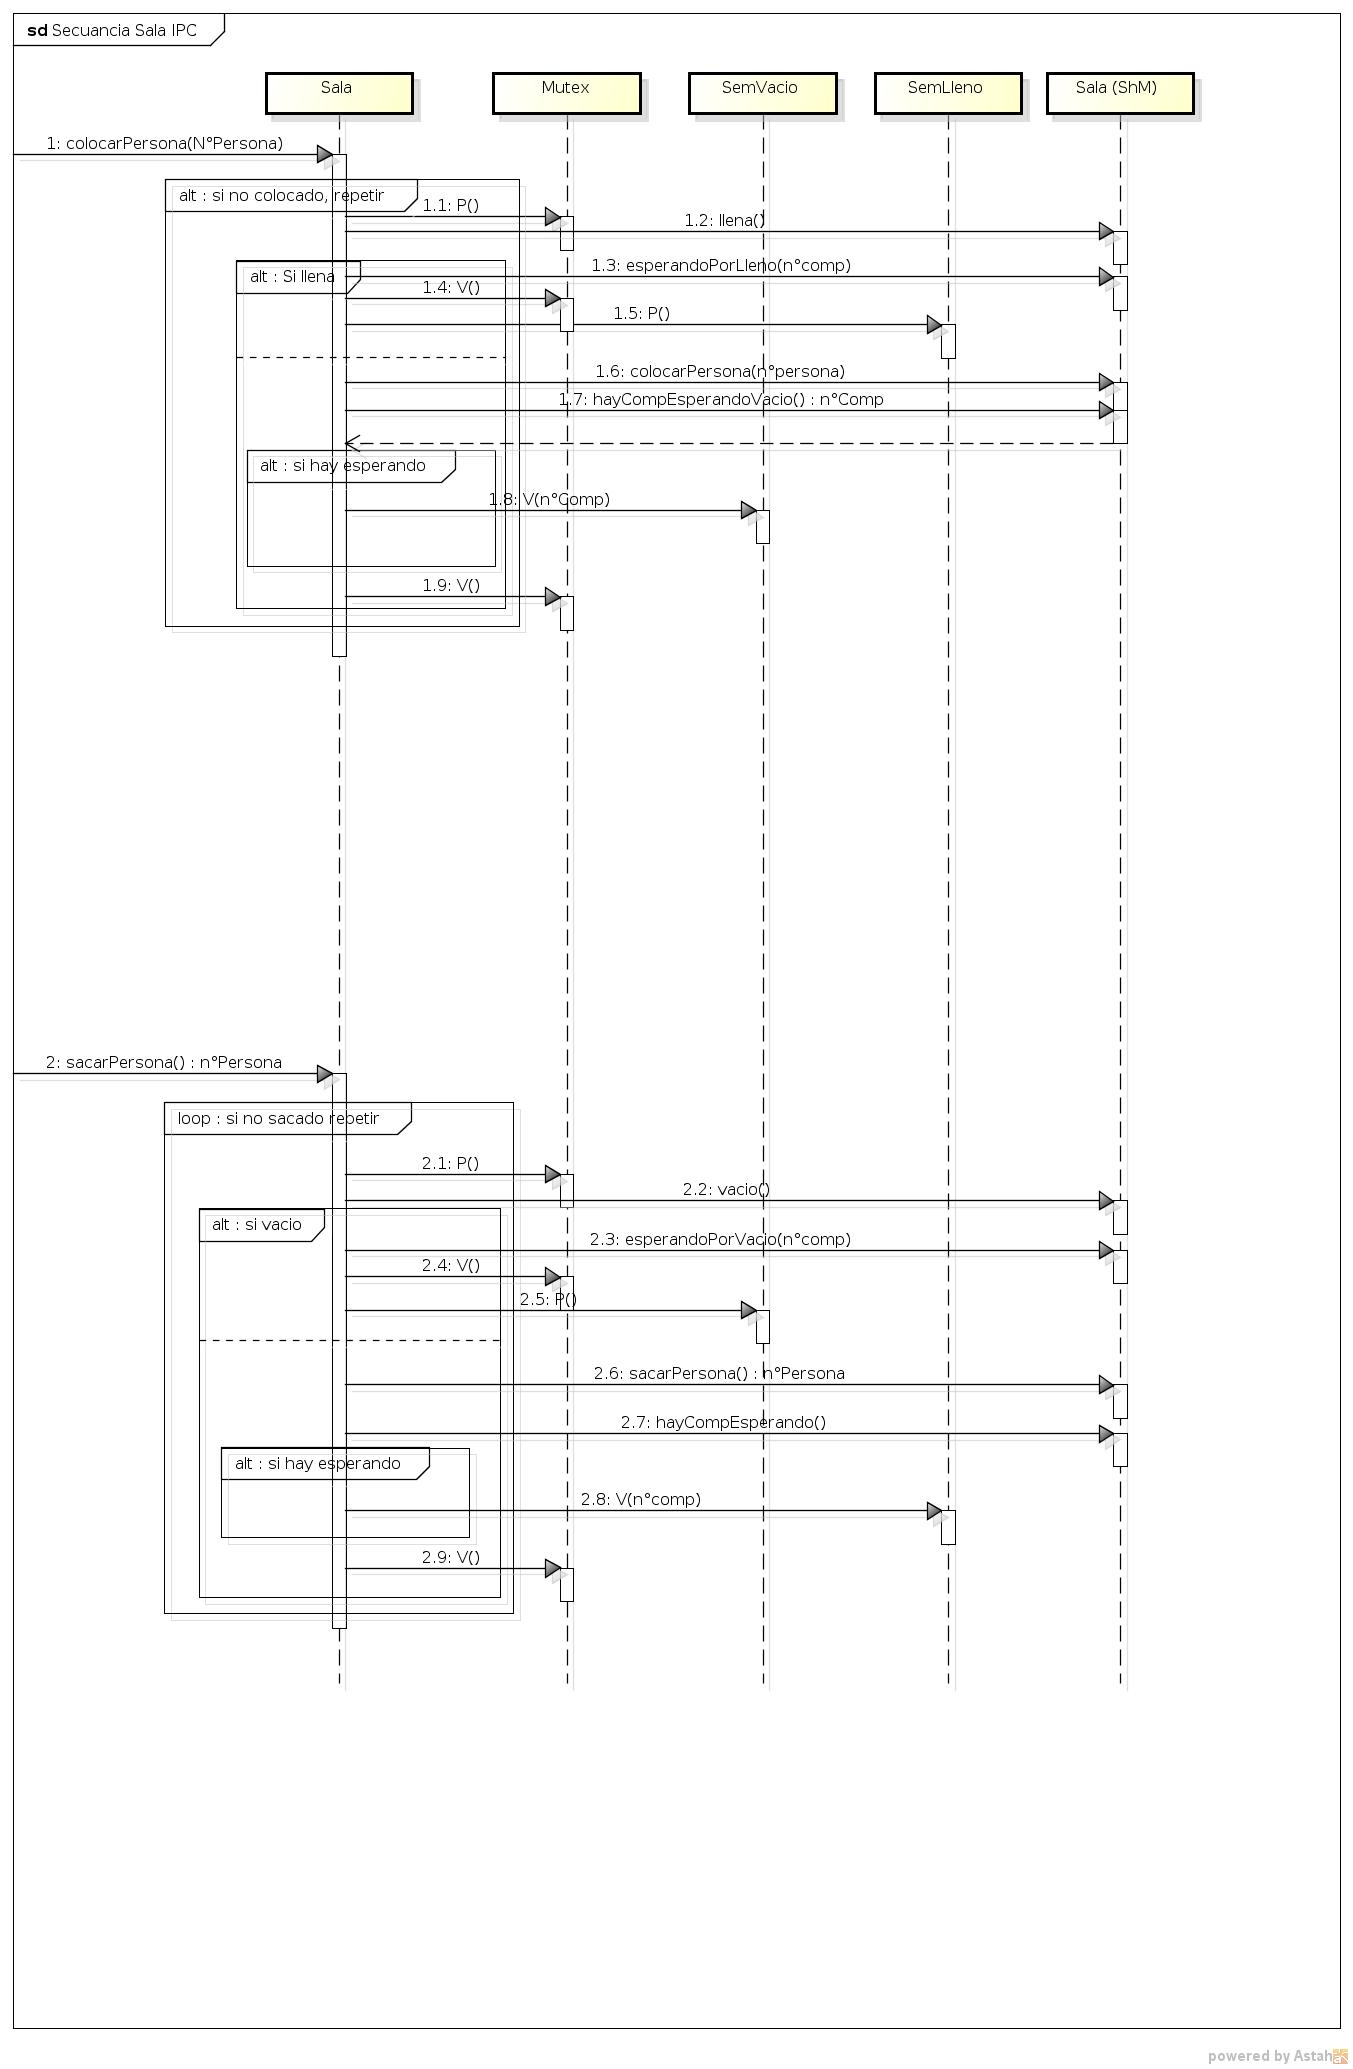 sd Secuancia Sala IPC
Sala
Mutex
SemVacio
SemLleno
Sala (ShM)
1: colocarPersona(N°Persona)
alt : si no colocado, repetir
1.1: P()
1.2: llena()
1.3: esperandoPorLleno(n°comp)
alt : Si llena
1.4: V()
1.5: P()
1.6: colocarPersona(n°persona)
1.7: hayCompEsperandoVacio() : n°Comp
alt : si hay esperando
1.8: V(n°Comp)
1.9: V()
2: sacarPersona() : n°Persona
loop : si no sacado repetir
2.1: P()
2.2: vacio()
alt : si vacio
2.3: esperandoPorVacio(n°comp)
2.4: V()
2.5: P()
2.6: sacarPersona() : n°Persona
2.7: hayCompEsperando()
alt : si hay esperando
2.8: V(n°comp)
2.9: V()
powered by Astah